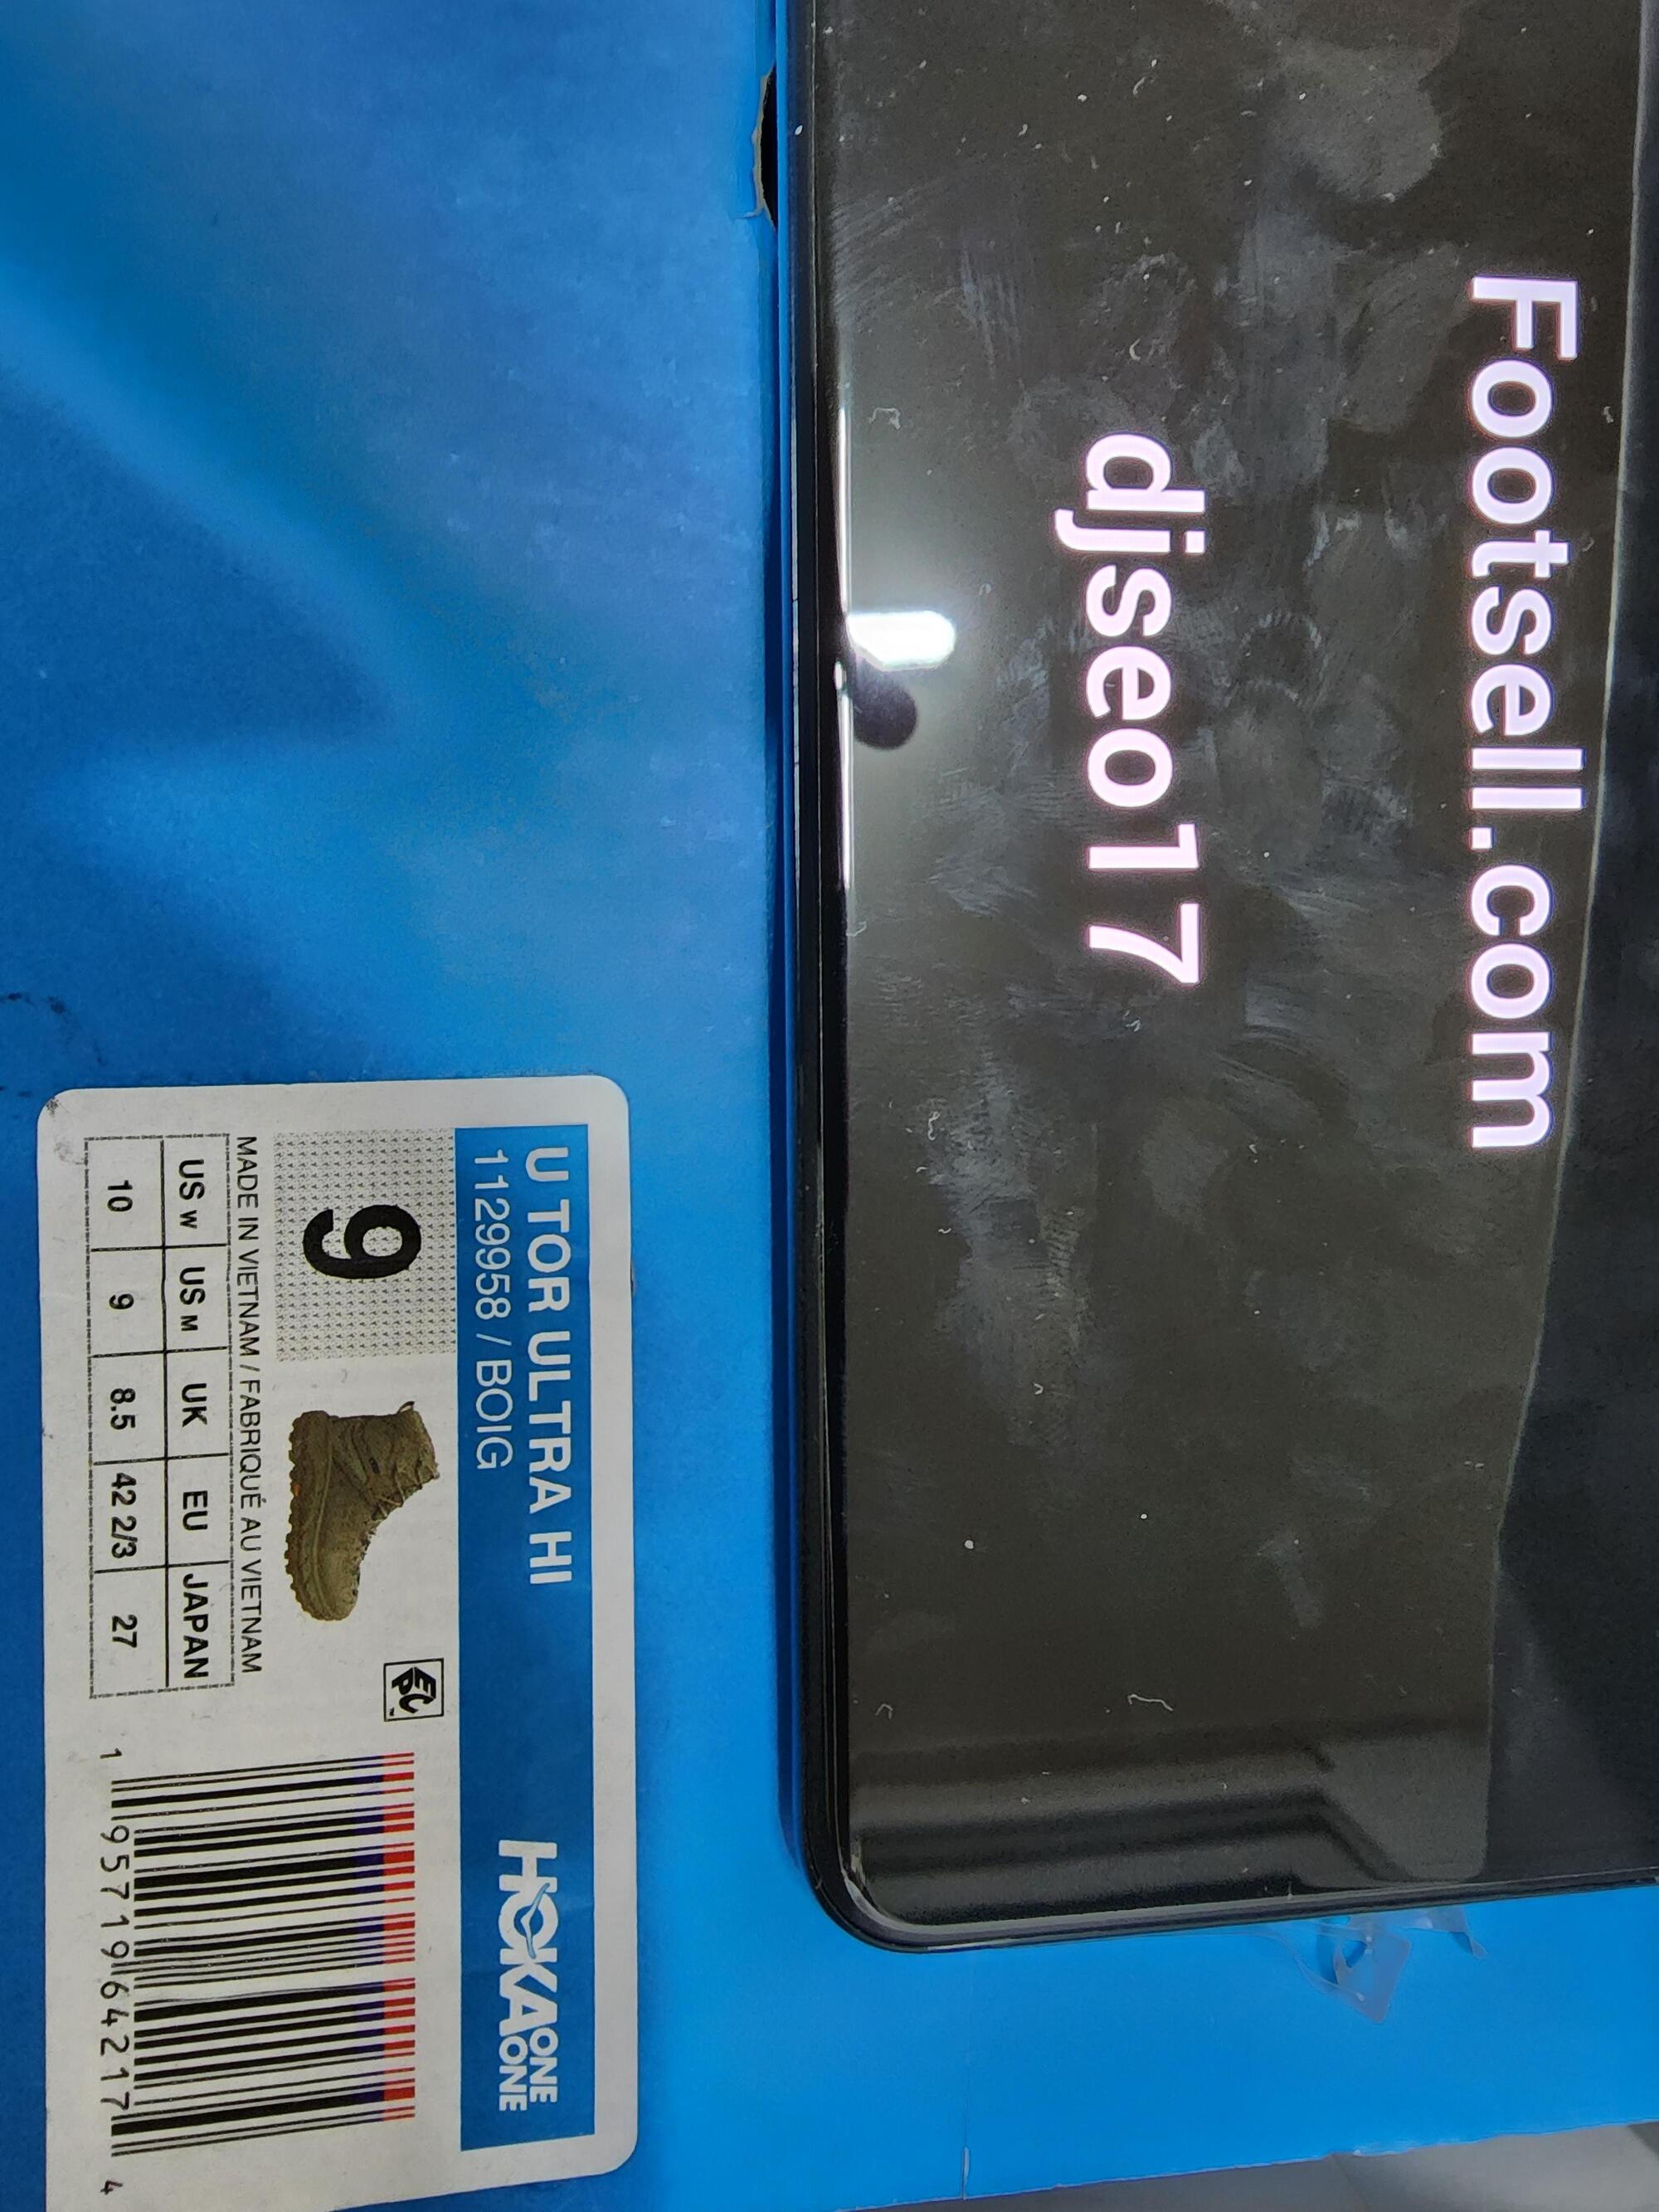 Footsell.com
djseo17
U TOR ULTRA HI
1129958 / BOIG
HOKA ONE ONE
9
EPC™
MADE IN VIETNAM / FABRIQUÉ AU VIETNAM
US W US M UK EU JAPAN
10 9 8.5 42 2/3 27
1 95719 64217 4